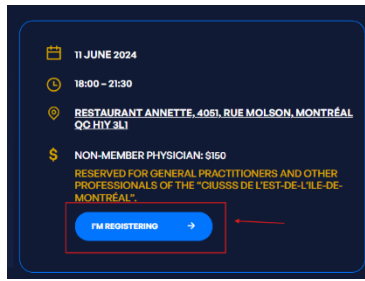 11 JUNE 2024
18:00 – 21:30
RESTAURANT ANNETTE, 4051, RUE MOLSON, MONTRÉAL
QC H1Y 3L1
$ NON-MEMBER PHYSICIAN: $150
RESERVED FOR GENERAL PRACTITIONERS AND OTHER
PROFESSIONALS OF THE "CIUSSS DE L'EST-DE-L'ILE-DE-
MONTRÉAL".
I'M REGISTERING